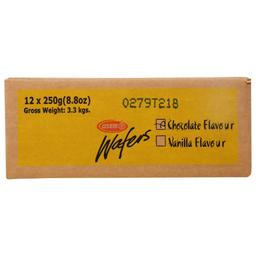 12 x 250g(8.8oz)
Gross Weight: 3.3 kgs.
0279T218
Wafers
Chocolate Flavour
Vanilla Flavour